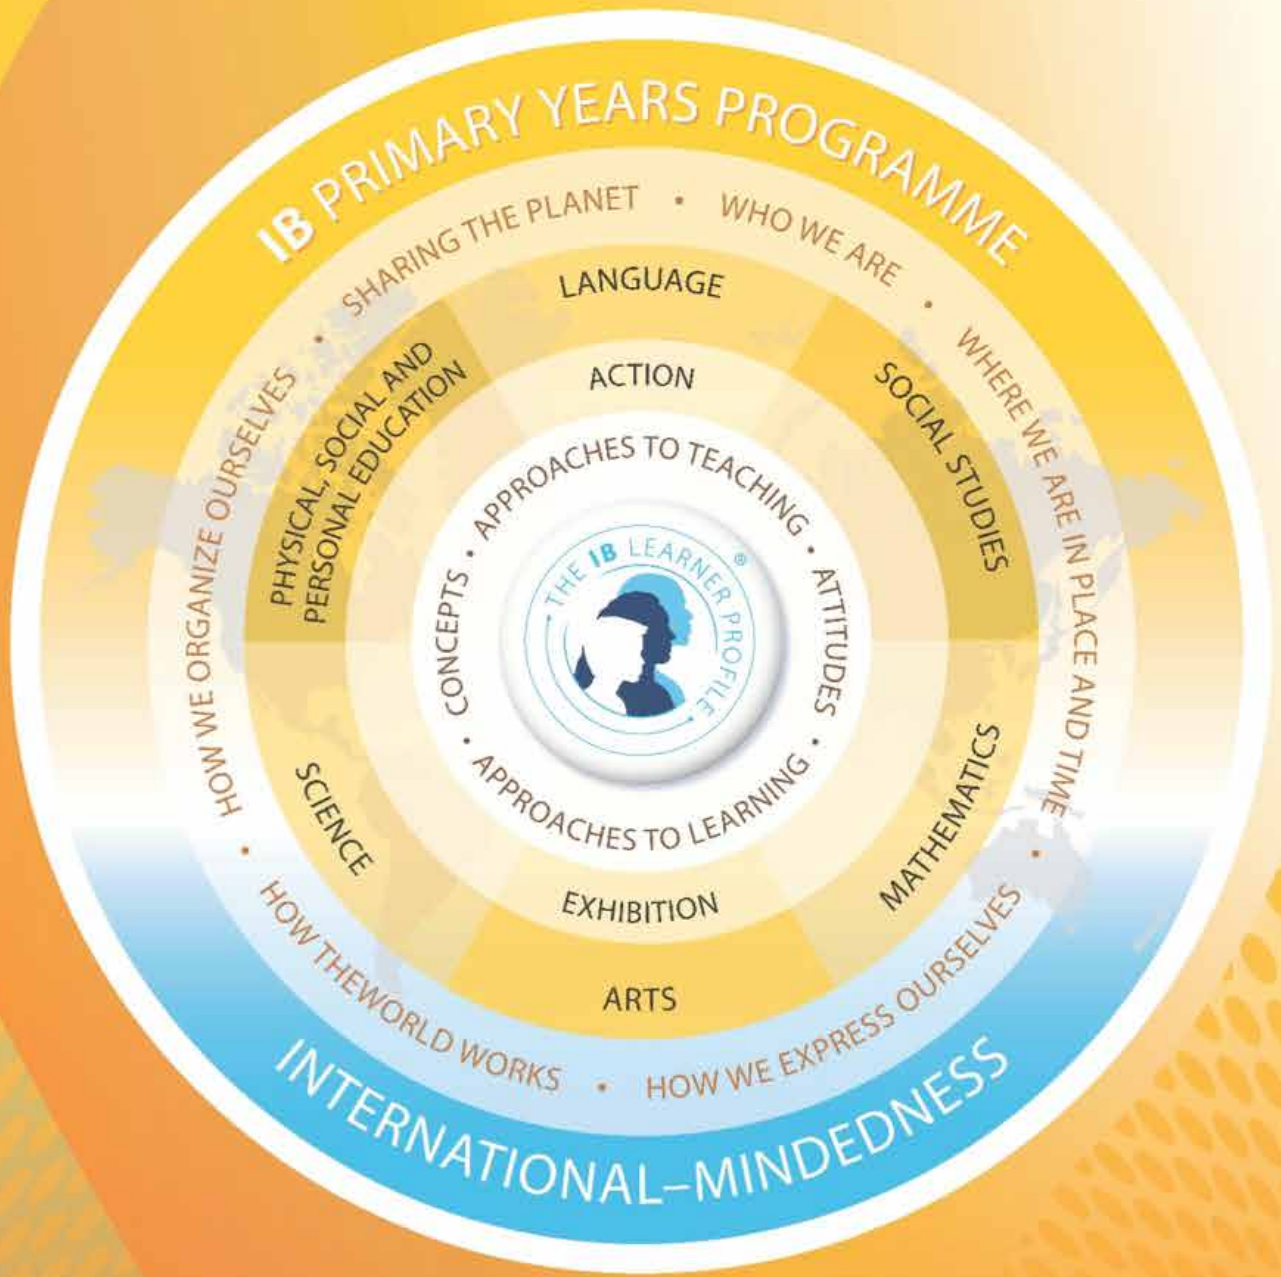 IB PRIMARY YEARS PROGRAMME
SHARING THE PLANET • WHO WE ARE • WHERE WE ARE IN PLACE AND TIME • HOW WE EXPRESS OURSELVES • HOW THEWORLD WORKS • HOW WE ORGANIZE OURSELVES •
LANGUAGE
SOCIAL STUDIES
MATHEMATICS
ARTS
SCIENCE
PHYSICAL, SOCIAL AND
PERSONAL EDUCATION
ACTION
EXHIBITION
APPROACHES TO TEACHING • ATTITUDES • APPROACHES TO LEARNING • CONCEPTS •
THE IB LEARNER PROFILE ®
INTERNATIONAL–MINDEDNESS